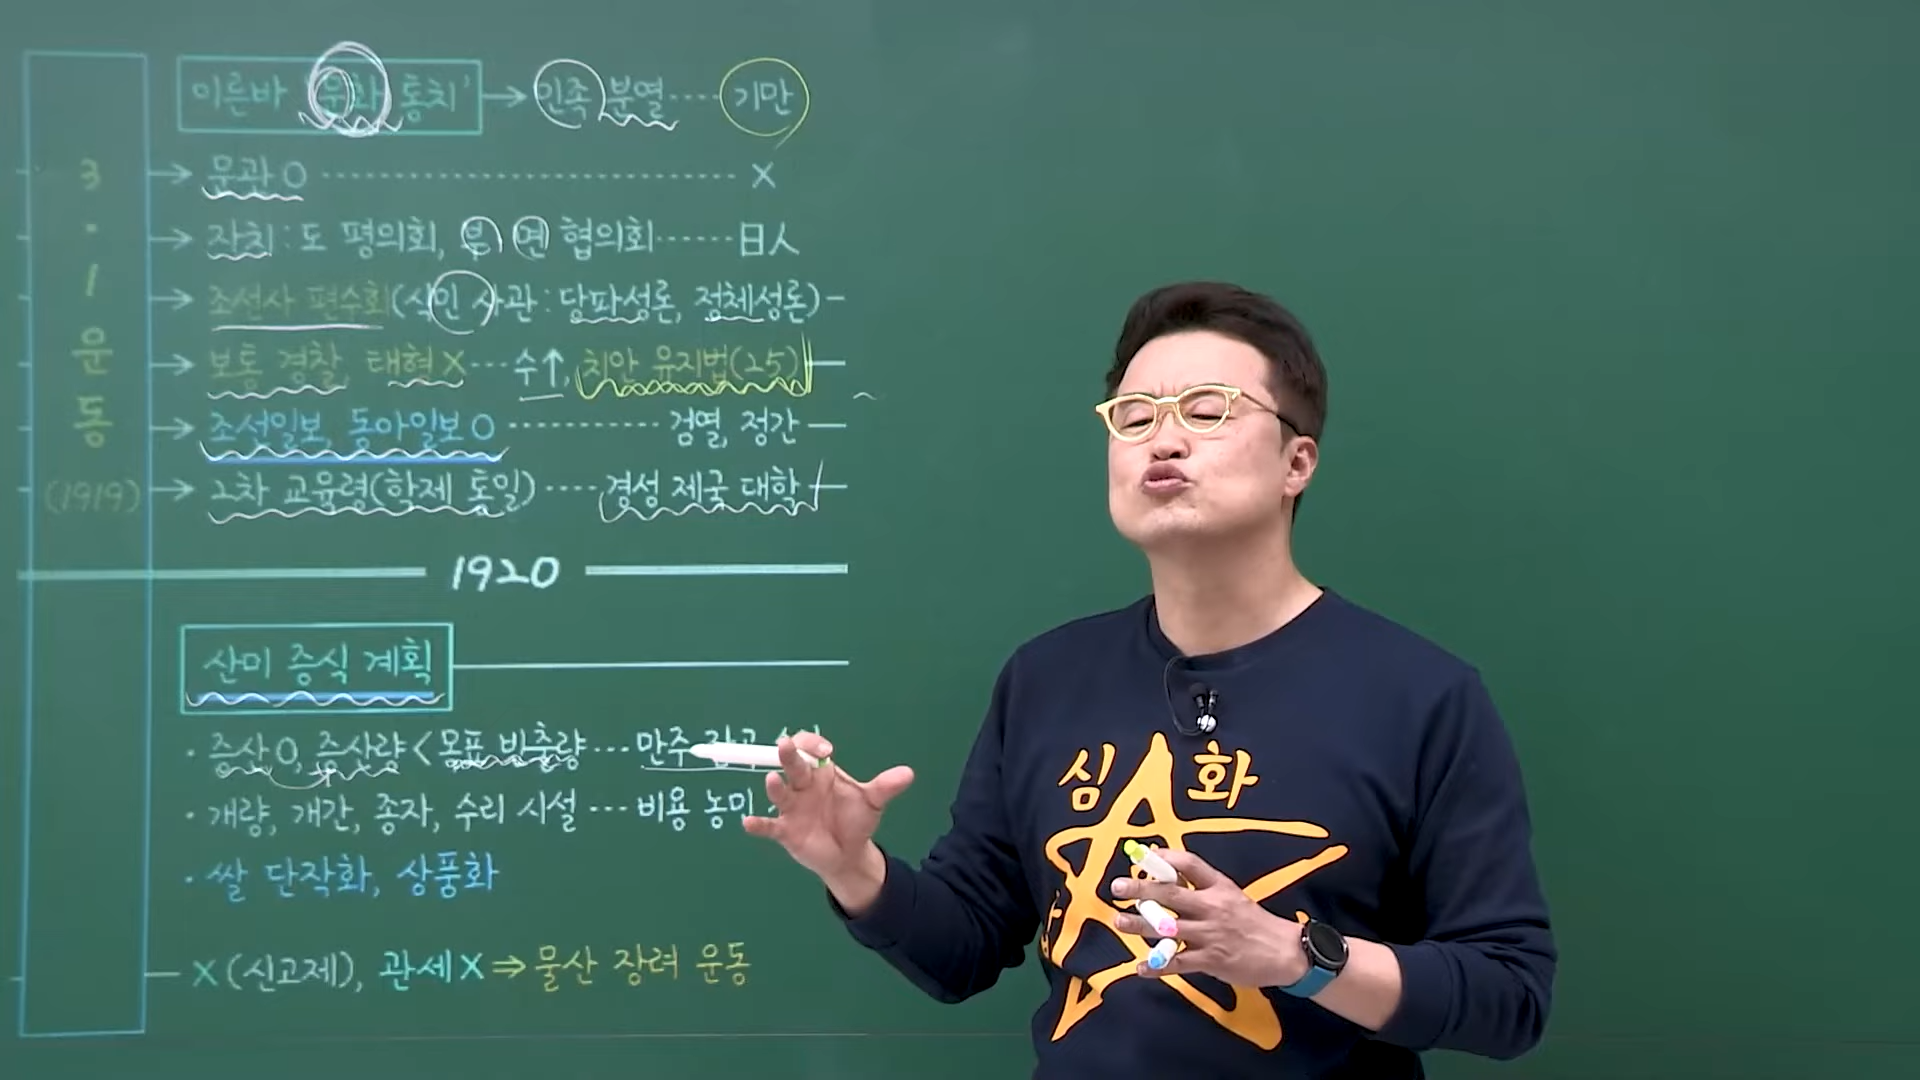 이른바 '문화 통치' → 민족 분열 ···· 기만
3 → 문관 O ···· X
· → 자치 : 도 평의회, 부 면 협의회 ······ 日人
1 → 조선사 편수회(식민 사관 : 당파성론, 정체성론)
운 → 보통 경찰, 태형 X ··· 수↑, 치안 유지법(25)
동 → 조선일보, 동아일보 O ···· 검열, 정간
(1919) → 2차 교육령(학제 통일) ···· 경성 제국 대학
1920
산미 증식 계획
· 증산 O, 증산량 < 목표 반출량 ··· 만주 잡곡
· 개량, 개간, 종자, 수리 시설 ··· 비용 농민
· 쌀 단작화, 상품화
X (신고제), 관세 X ⇒ 물산 장려 운동
심 화